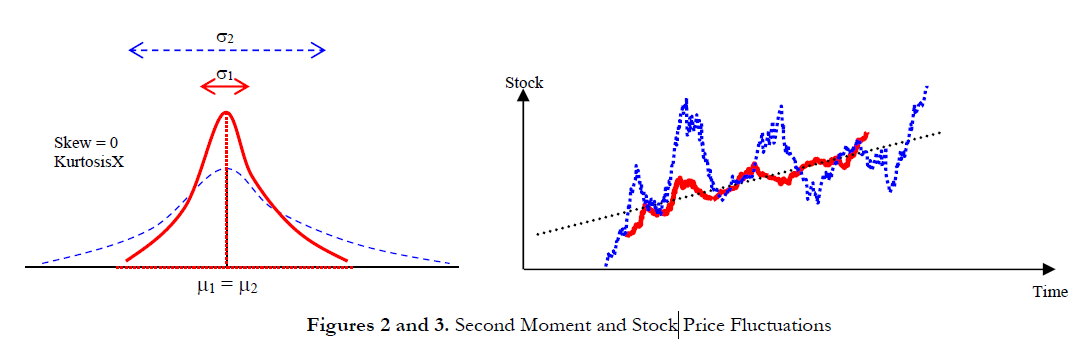 σ2
σ1
Skew = 0
KurtosisX
μ1 = μ2
Stock
Time
Figures 2 and 3. Second Moment and Stock Price Fluctuations